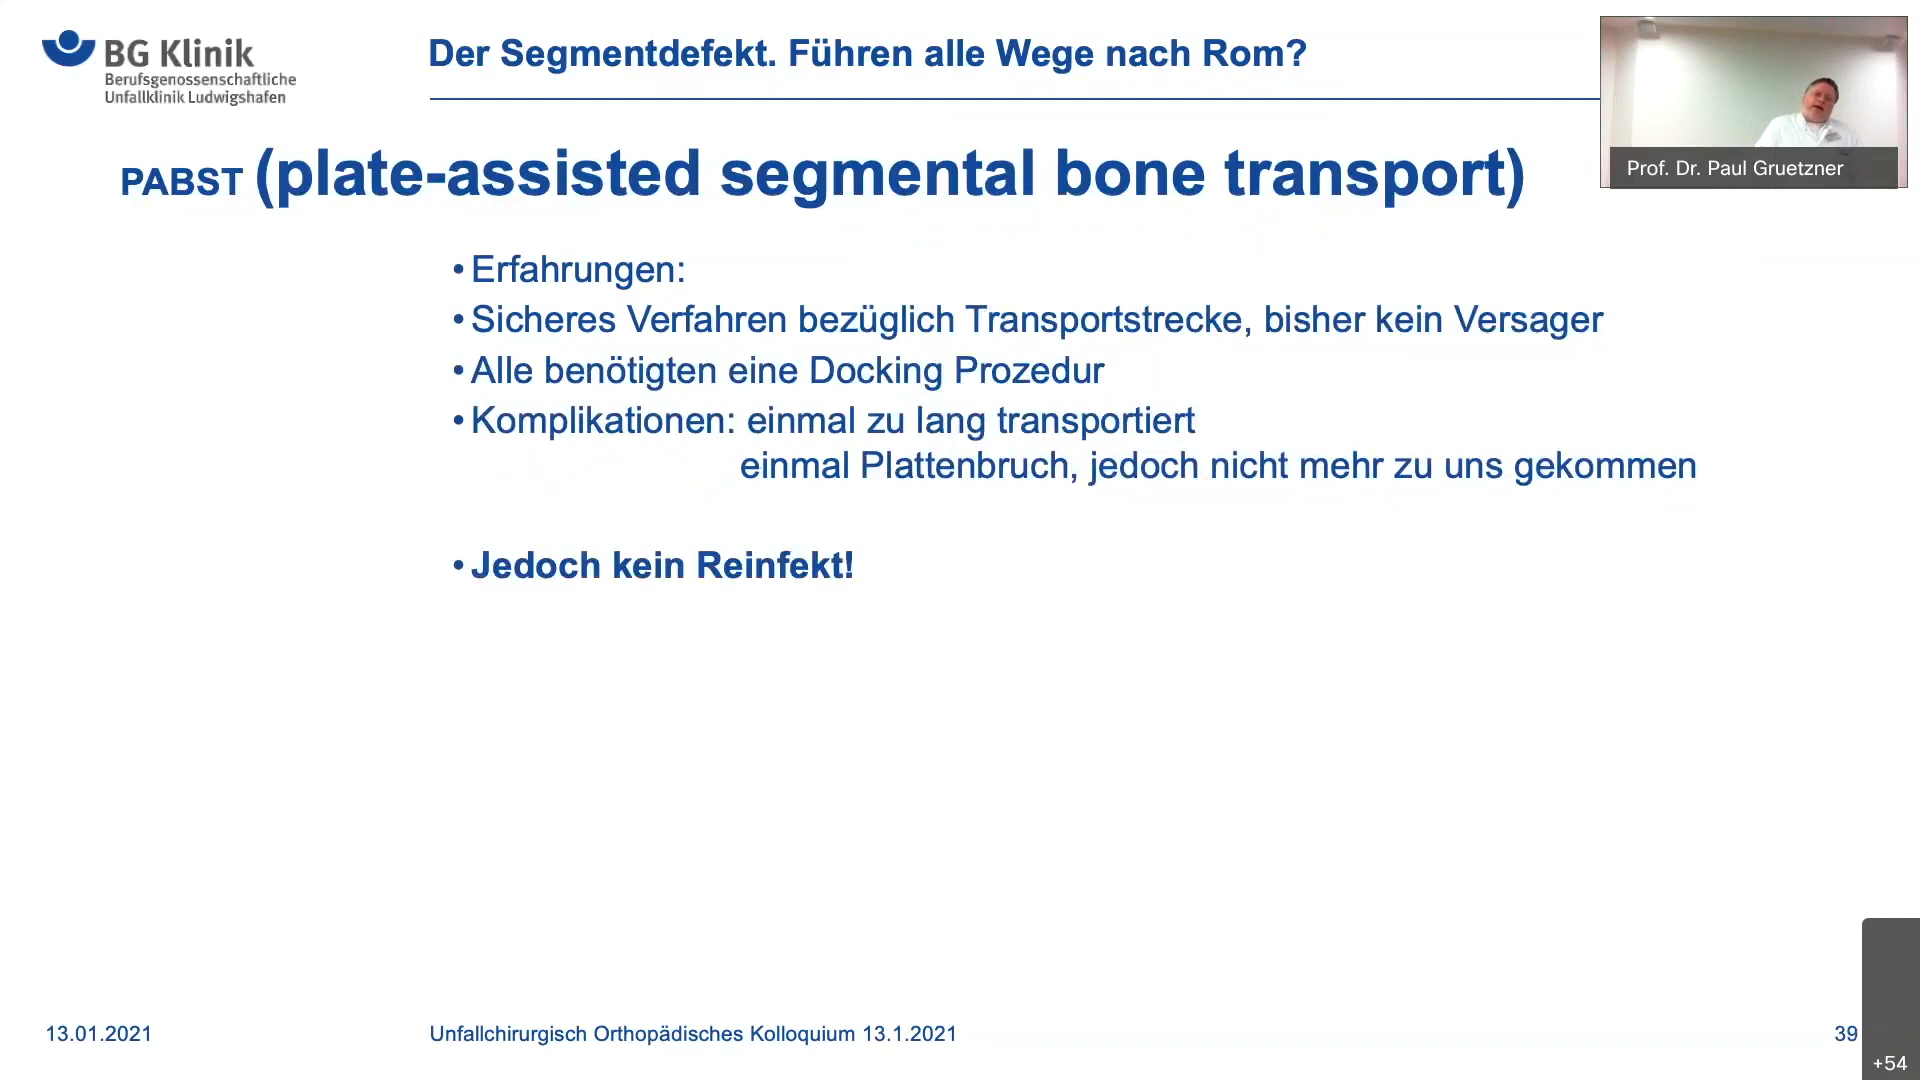 BG Klinik
Berufsgenossenschaftliche
Unfallklinik Ludwigshafen
Der Segmentdefekt. Führen alle Wege nach Rom?
Prof. Dr. Paul Gruetzner
PABST (plate-assisted segmental bone transport)
• Erfahrungen:
• Sicheres Verfahren bezüglich Transportstrecke, bisher kein Versager
• Alle benötigten eine Docking Prozedur
• Komplikationen: einmal zu lang transportiert
einmal Plattenbruch, jedoch nicht mehr zu uns gekommen
• Jedoch kein Reinfekt!
13.01.2021
Unfallchirurgisch Orthopädisches Kolloquium 13.1.2021
39
+54